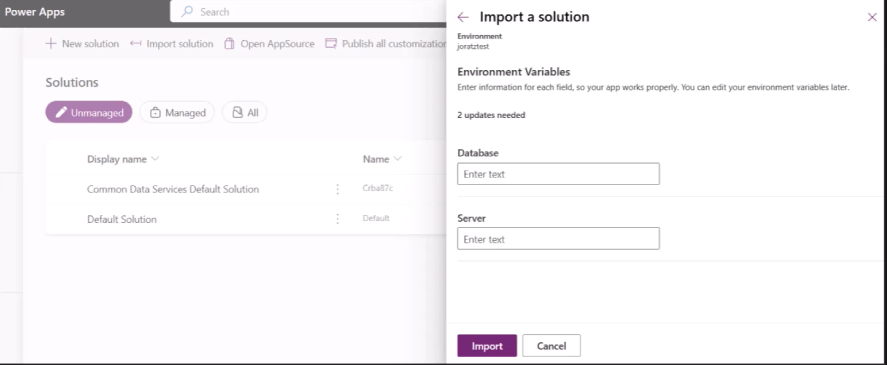 Power Apps
Search
New solution
Import solution
Open AppSource
Publish all customization
Solutions
Unmanaged
Managed
All
Display name
Name
Common Data Services Default Solution
Crba87c
Default Solution
Default
Import a solution
Environment
joratztest
Environment Variables
Enter information for each field, so your app works properly. You can edit your environment variables later.
2 updates needed
Database
Enter text
Server
Enter text
Import
Cancel